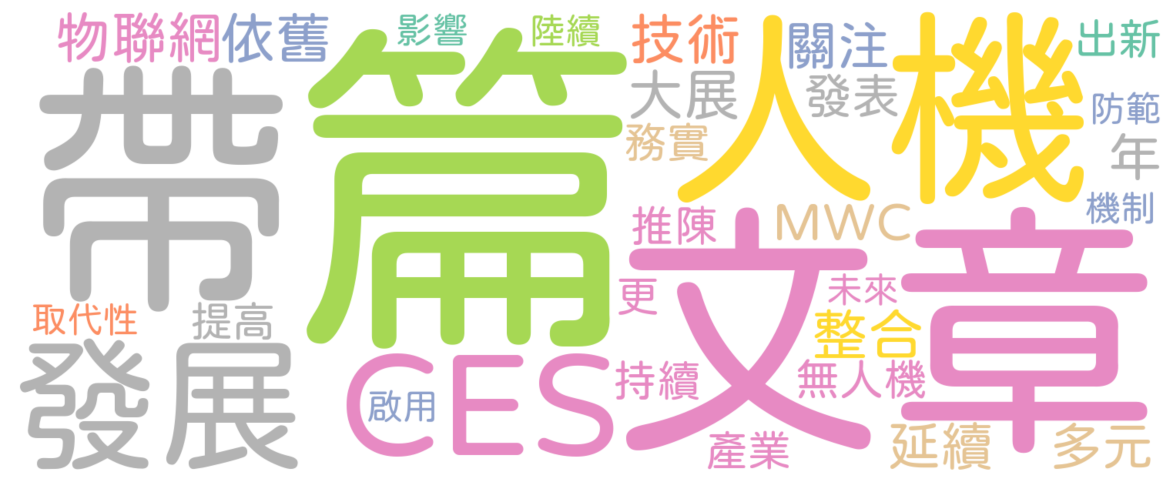 物聯網
依舊
影響
陸續
技術
關注
出新
帶
篇
大展
發表
人機
防範
務實
年
推陳
MWC
機制
文章
更
未來
取代性
提高
整合
發展
CES
啟用
持續
無人機
產業
延續
多元